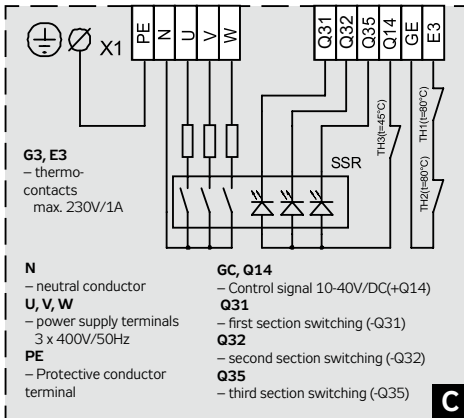 X1
PE
N
U
V
W
Q31
Q32
Q35
Q14
GE
E3
TH3(t=45°C)
TH1(t=80°C)
TH2(t=80°C)
SSR
G3, E3
– thermo-
contacts
max. 230V/1A
N
– neutral conductor
U, V, W
– power supply terminals
3 x 400V/50Hz
PE
– Protective conductor
terminal
GC, Q14
– Control signal 10-40V/DC(+Q14)
Q31
– first section switching (-Q31)
Q32
– second section switching (-Q32)
Q35
– third section switching (-Q35)
C